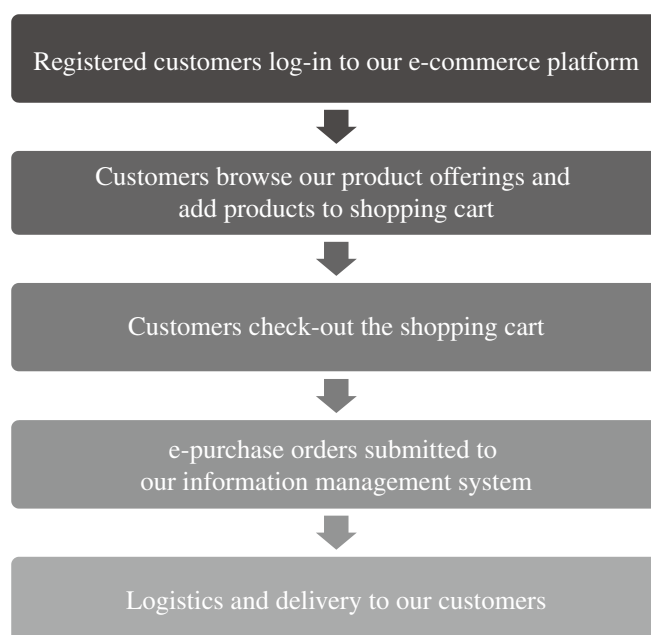 Registered customers log-in to our e-commerce platform
Customers browse our product offerings and
add products to shopping cart
Customers check-out the shopping cart
e-purchase orders submitted to
our information management system
Logistics and delivery to our customers